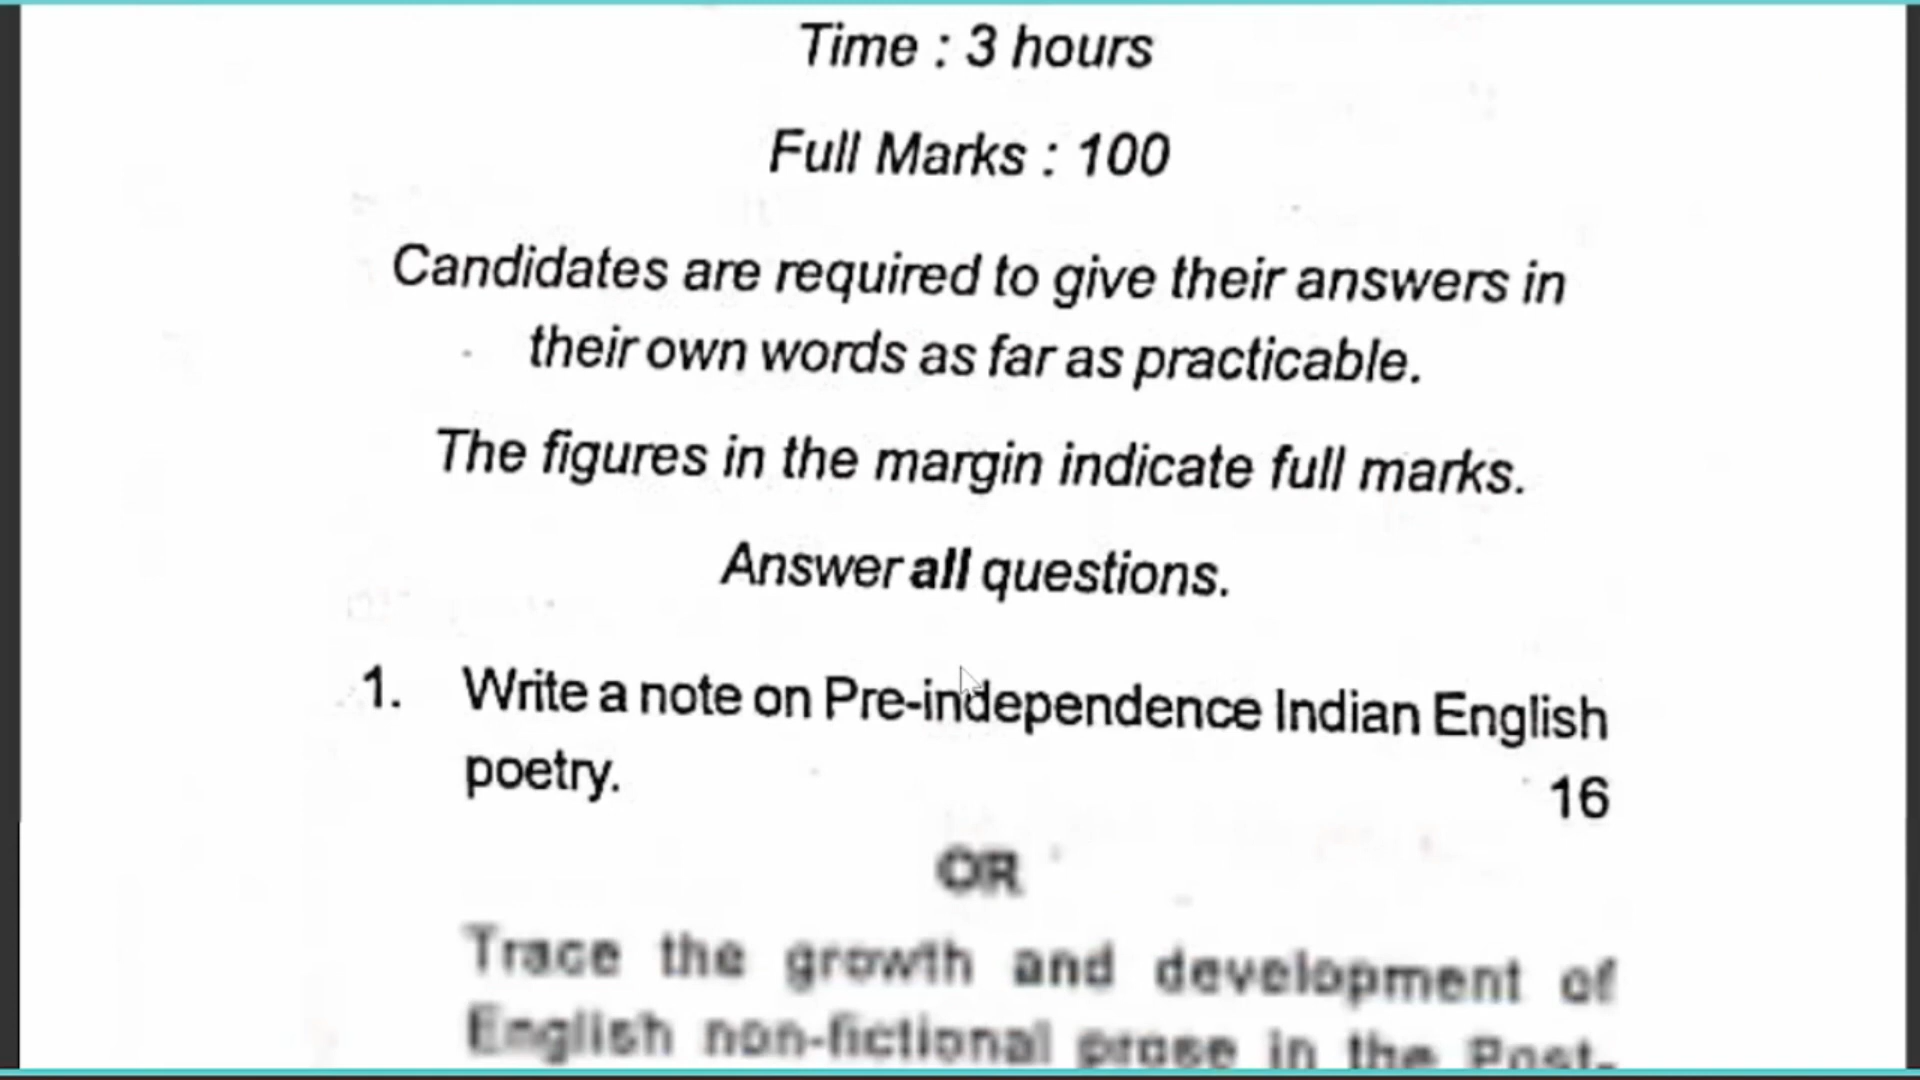 Time : 3 hours
Full Marks : 100
Candidates are required to give their answers in
their own words as far as practicable.
The figures in the margin indicate full marks.
Answer all questions.
1. Write a note on Pre-independence Indian English
poetry. 16
OR
Trace the growth and development of
English non-fictional prose in the Post-